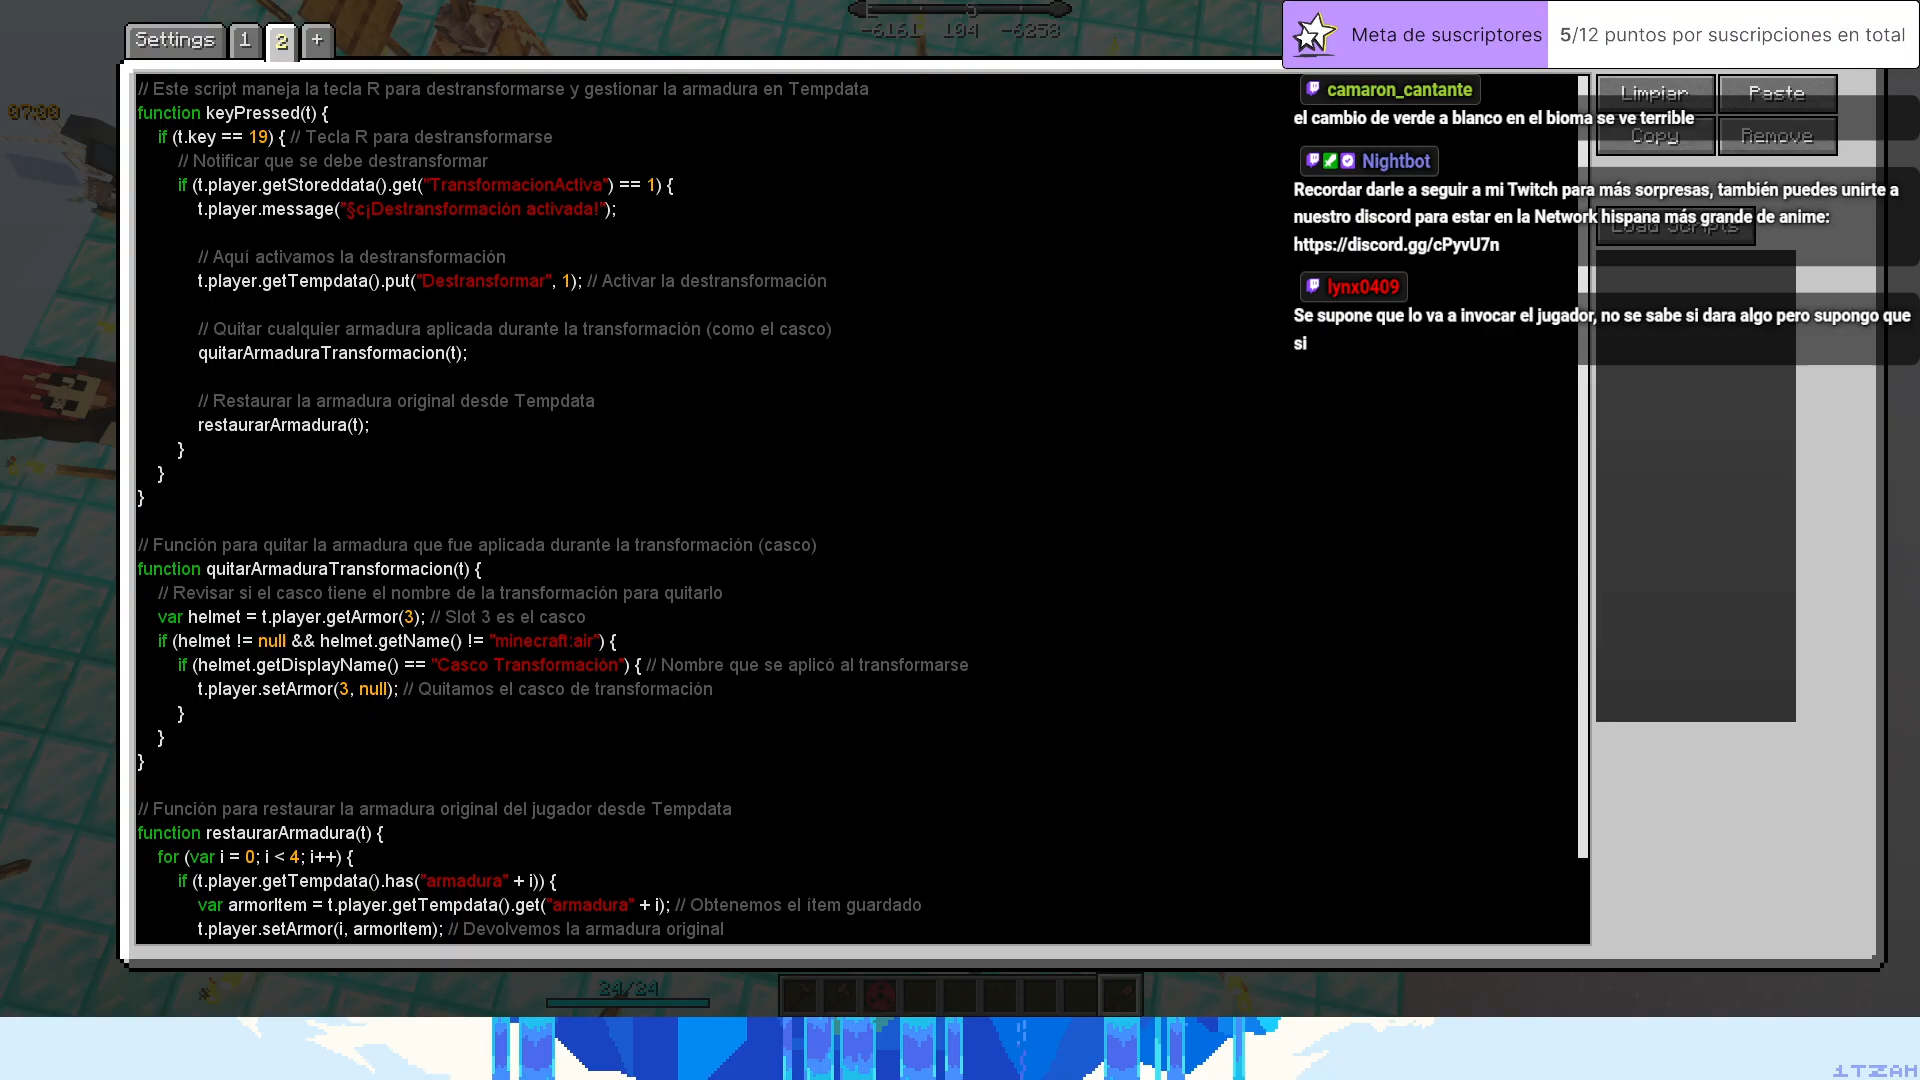 Settings 1 2 +
-6161 104 -6258
Meta de suscriptores 5/12 puntos por suscripciones en total
07:00
// Este script maneja la tecla R para destransformarse y gestionar la armadura en Tempdata
function keyPressed(t) {
if (t.key == 19) { // Tecla R para destransformarse
// Notificar que se debe destransformar
if (t.player.getStoreddata().get("TransformacionActiva") == 1) {
t.player.message("§c¡Destransformación activada!");
// Aquí activamos la destransformación
t.player.getTempdata().put("Destransformar", 1); // Activar la destransformación
// Quitar cualquier armadura aplicada durante la transformación (como el casco)
quitarArmaduraTransformacion(t);
// Restaurar la armadura original desde Tempdata
restaurarArmadura(t);
}
}
}
// Función para quitar la armadura que fue aplicada durante la transformación (casco)
function quitarArmaduraTransformacion(t) {
// Revisar si el casco tiene el nombre de la transformación para quitarlo
var helmet = t.player.getArmor(3); // Slot 3 es el casco
if (helmet != null && helmet.getName() != "minecraft:air") {
if (helmet.getDisplayName() == "Casco Transformación") { // Nombre que se aplicó al transformarse
t.player.setArmor(3, null); // Quitamos el casco de transformación
}
}
}
// Función para restaurar la armadura original del jugador desde Tempdata
function restaurarArmadura(t) {
for (var i = 0; i < 4; i++) {
if (t.player.getTempdata().has("armadura" + i)) {
var armorItem = t.player.getTempdata().get("armadura" + i); // Obtenemos el ítem guardado
t.player.setArmor(i, armorItem); // Devolvemos la armadura original
camaron_cantante
el cambio de verde a blanco en el bioma se ve terrible
Nightbot
Recordar darle a seguir a mi Twitch para más sorpresas, también puedes unirte a
nuestro discord para estar en la Network hispana más grande de anime:
https://discord.gg/cPyvU7n
lynx0409
Se supone que lo va a invocar el jugador, no se sabe si dara algo pero supongo que
si
Limpiar Paste
Copy Remove
Load Scripts
24/24
1TZAM